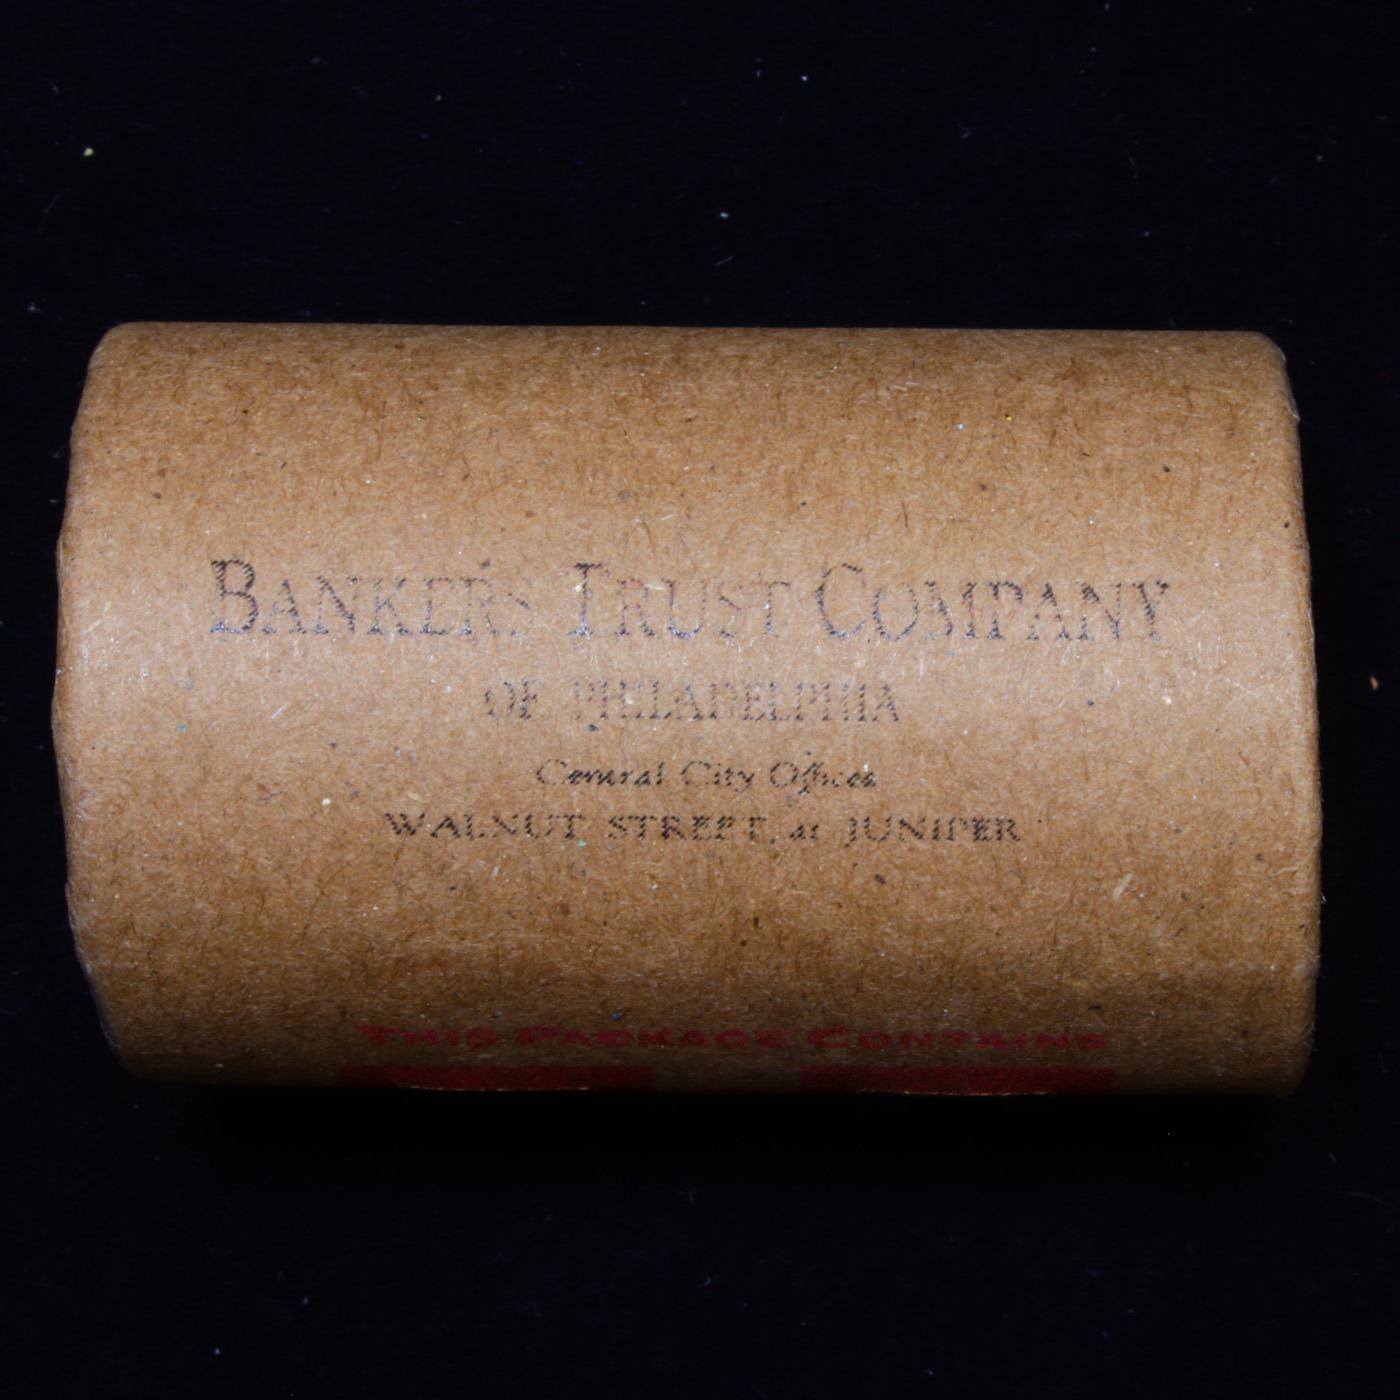 BANKERS TRUST COMPANY
OF PHILADELPHIA
Central City Offices
WALNUT STREET, at JUNIPER
THIS PACKAGE CONTAINS